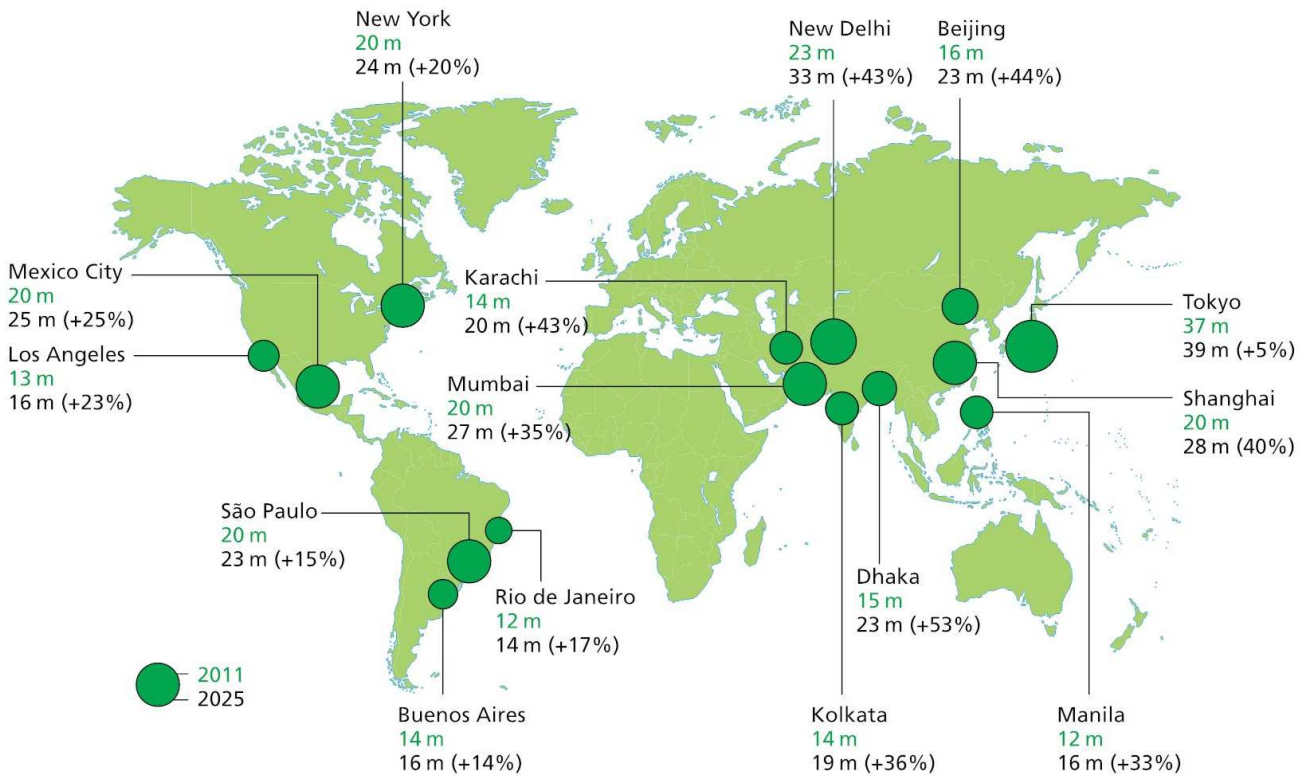 New York
20 m
24 m (+20%)
New Delhi
23 m
33 m (+43%)
Beijing
16 m
23 m (+44%)
Mexico City
20 m
25 m (+25%)
Los Angeles
13 m
16 m (+23%)
Karachi
14 m
20 m (+43%)
Mumbai
20 m
27 m (+35%)
Tokyo
37 m
39 m (+5%)
Shanghai
20 m
28 m (40%)
São Paulo
20 m
23 m (+15%)
Rio de Janeiro
12 m
14 m (+17%)
Dhaka
15 m
23 m (+53%)
2011
2025
Buenos Aires
14 m
16 m (+14%)
Kolkata
14 m
19 m (+36%)
Manila
12 m
16 m (+33%)